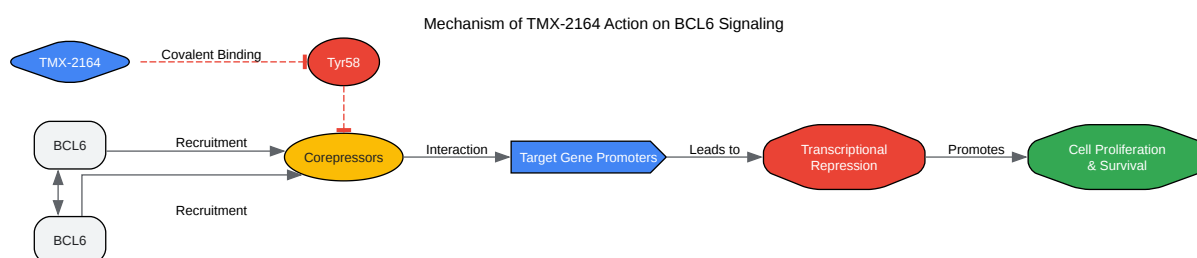 Mechanism of TMX-2164 Action on BCL6 Signaling
TMX-2164
Covalent Binding
Tyr58
BCL6
Recruitment
Corepressors
Interaction
Target Gene Promoters
Leads to
Transcriptional
Repression
Promotes
Cell Proliferation
& Survival
Recruitment
BCL6